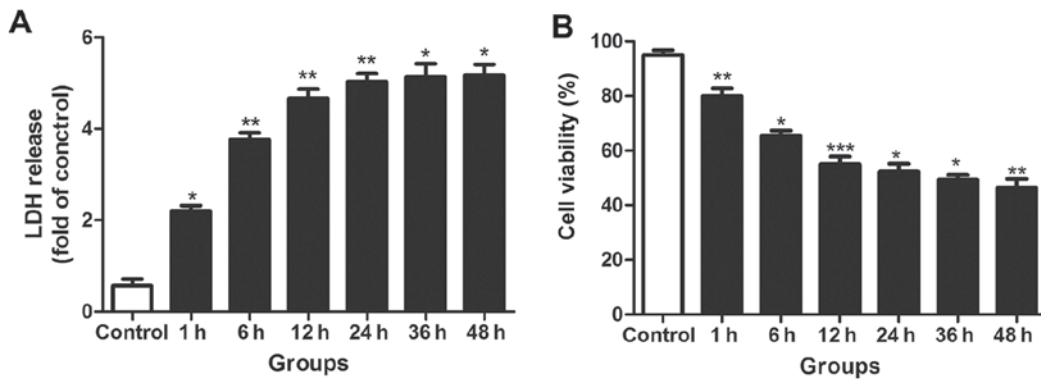 A
LDH release
(fold of conctrol)
6
4
2
0
* ** ** ** * *
Control 1 h 6 h 12 h 24 h 36 h 48 h
Groups
B
Cell viability (%)
100
80
60
40
20
0
** * *** * * **
Control 1 h 6 h 12 h 24 h 36 h 48 h
Groups